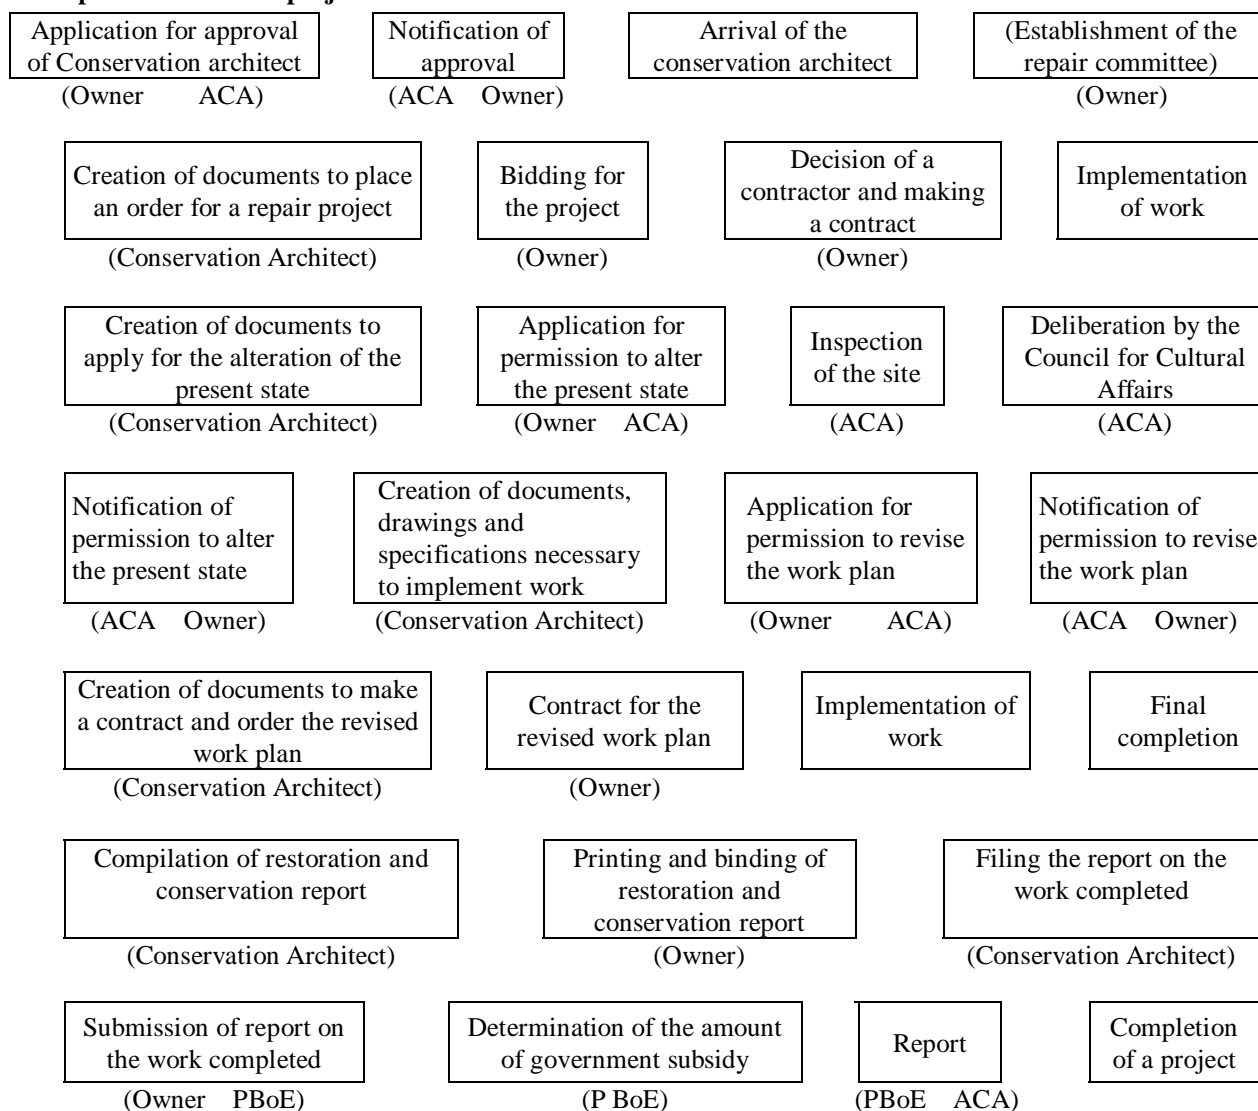 Application for approval
of Conservation architect
(Owner ACA)
Notification of
approval
(ACA Owner)
Arrival of the
conservation architect
(Establishment of the
repair committee)
(Owner)
Creation of documents to place
an order for a repair project
(Conservation Architect)
Bidding for
the project
(Owner)
Decision of a
contractor and making
a contract
(Owner)
Implementation
of work
Creation of documents to
apply for the alteration of the
present state
(Conservation Architect)
Application for
permission to alter
the present state
(Owner ACA)
Inspection
of the site
(ACA)
Deliberation by the
Council for Cultural
Affairs
(ACA)
Notification of
permission to alter
the present state
(ACA Owner)
Creation of documents,
drawings and
specifications necessary
to implement work
(Conservation Architect)
Application for
permission to revise
the work plan
(Owner ACA)
Notification of
permission to revise
the work plan
(ACA Owner)
Creation of documents to make
a contract and order the revised
work plan
(Conservation Architect)
Contract for the
revised work plan
(Owner)
Implementation of
work
Final
completion
Compilation of restoration and
conservation report
(Conservation Architect)
Printing and binding of
restoration and
conservation report
(Owner)
Filing the report on the
work completed
(Conservation Architect)
Submission of report on
the work completed
(Owner PBoE)
Determination of the amount
of government subsidy
(P BoE)
Report
(PBoE ACA)
Completion
of a project